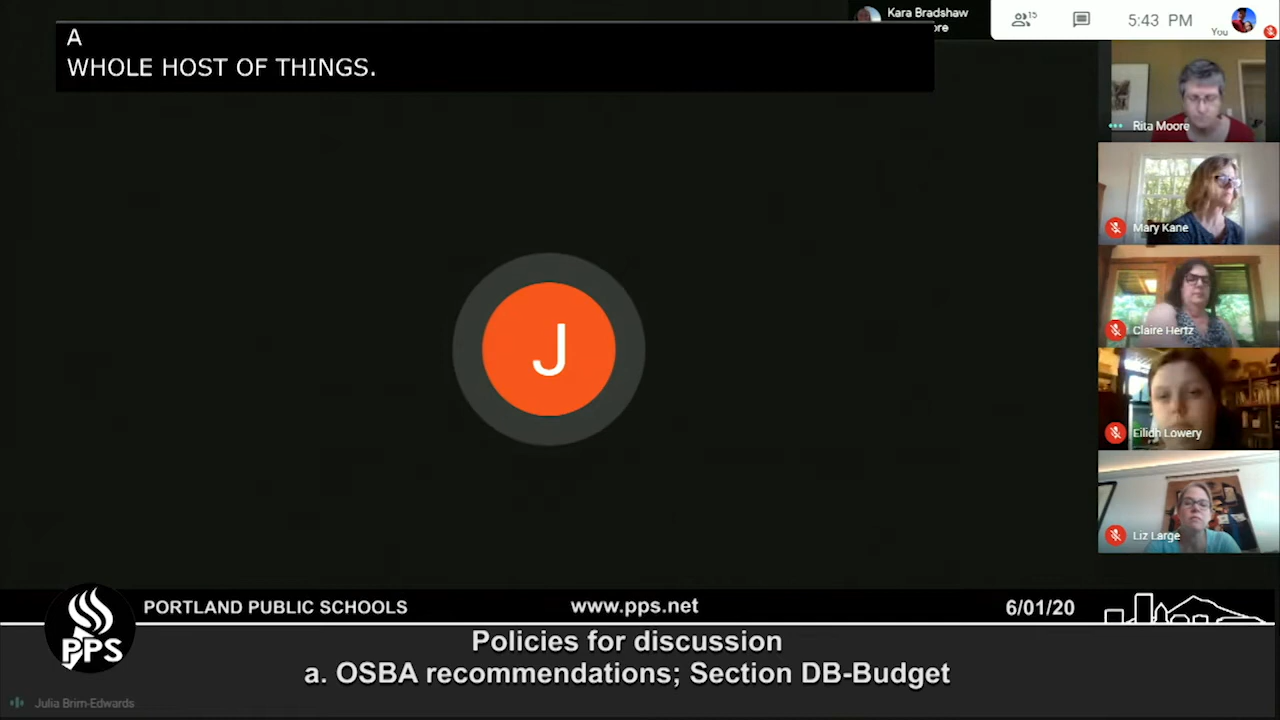 Kara Bradshaw
ore
15
5:43 PM
You
A
WHOLE HOST OF THINGS.
Rita Moore
Mary Kane
Claire Hertz
J
Eilidh Lowery
Liz Large
PORTLAND PUBLIC SCHOOLS
www.pps.net
6/01/20
PPS
Policies for discussion
a. OSBA recommendations; Section DB-Budget
Julia Brim-Edwards